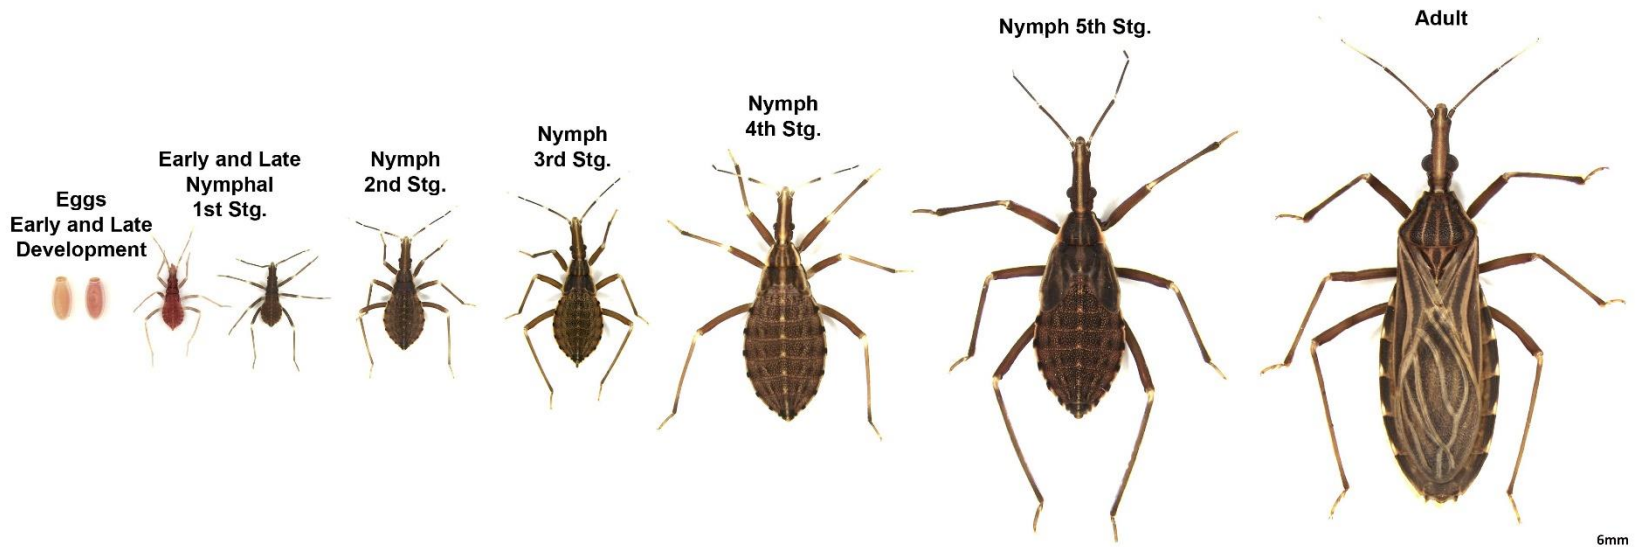 Eggs
Early and Late
Development
Early and Late
Nymphal
1st Stg.
Nymph
2nd Stg.
Nymph
3rd Stg.
Nymph
4th Stg.
Nymph 5th Stg.
Adult
6mm